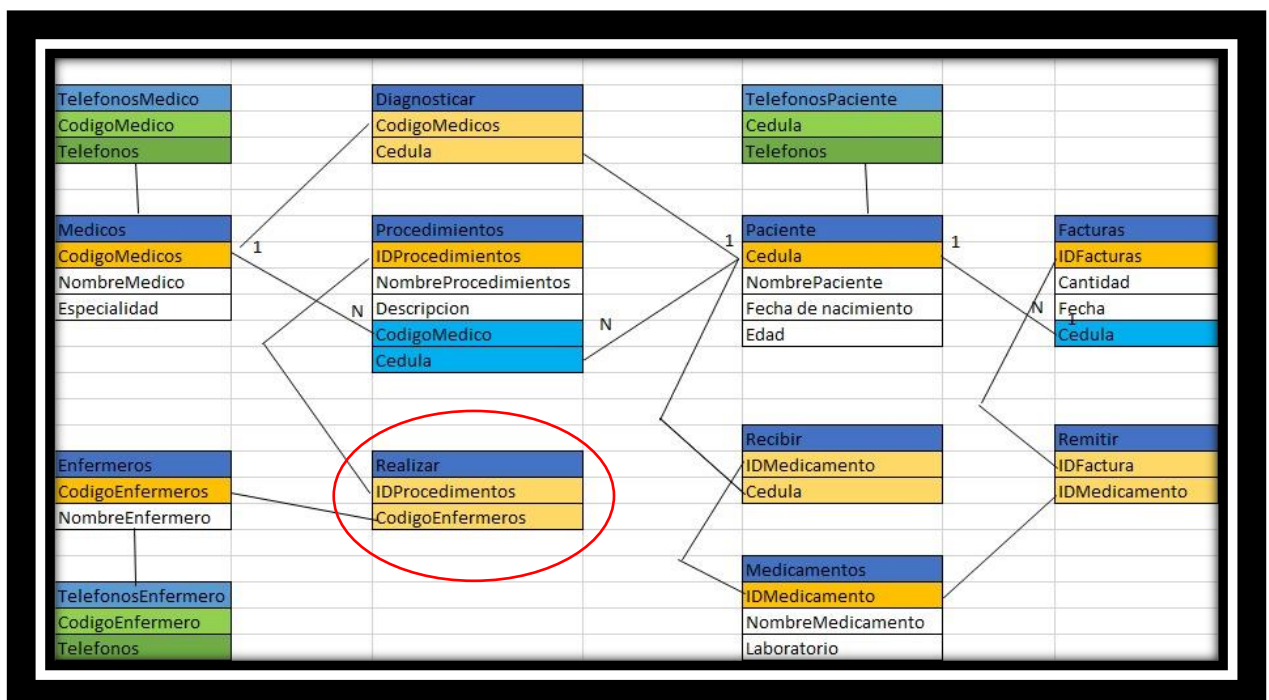 TelefonosMedico
CodigoMedico
Telefonos
Diagnosticar
CodigoMedicos
Cedula
TelefonosPaciente
Cedula
Telefonos
Medicos
CodigoMedicos
NombreMedico
Especialidad
1
N
Procedimientos
IDProcedimientos
NombreProcedimientos
Descripcion
CodigoMedico
Cedula
N
1
Paciente
Cedula
NombrePaciente
Fecha de nacimiento
Edad
1
N
1
Facturas
IDFacturas
Cantidad
Fecha
Cedula
Enfermeros
CodigoEnfermeros
NombreEnfermero
Realizar
IDProcedimentos
CodigoEnfermeros
Recibir
IDMedicamento
Cedula
Remitir
IDFactura
IDMedicamento
TelefonosEnfermero
CodigoEnfermero
Telefonos
Medicamentos
IDMedicamento
NombreMedicamento
Laboratorio